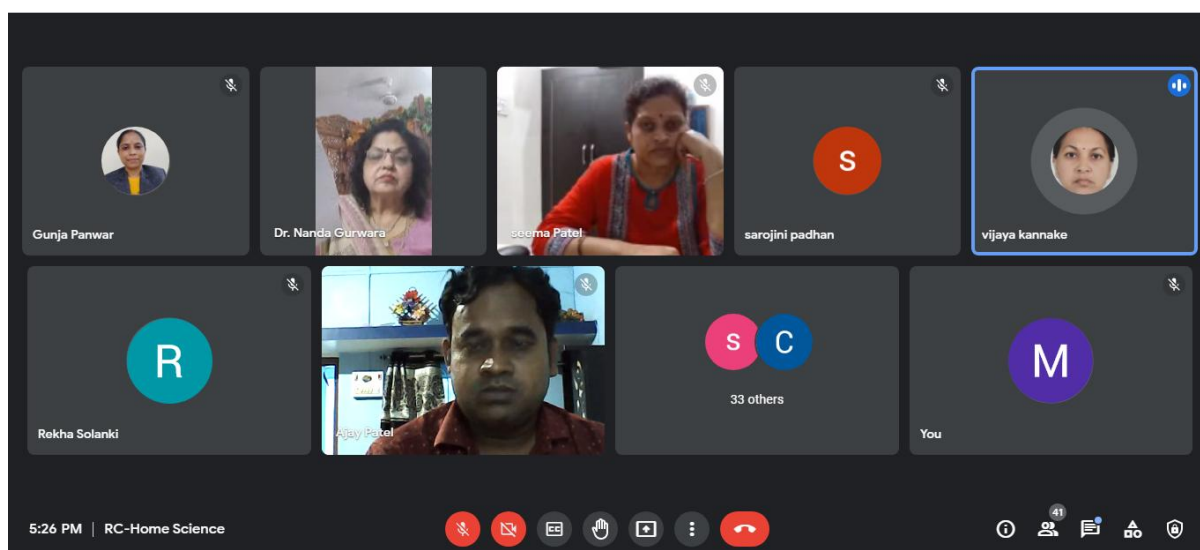 Gunja Panwar
Dr. Nanda Gurwara
seema Patel
S
sarojini padhan
vijaya kannake
R
Rekha Solanki
Ajay Patel
S C
33 others
M
You
5:26 PM | RC-Home Science
CC
41